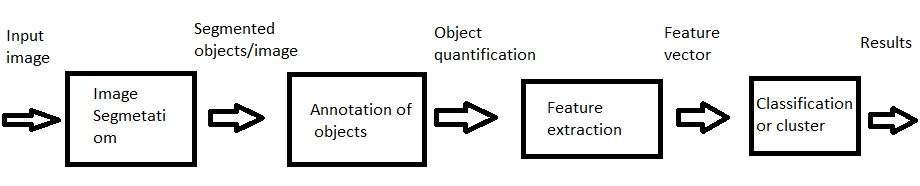 Input
image
Image
Segmetati
om
Segmented
objects/image
Annotation of
objects
Object
quantification
Feature
extraction
Feature
vector
Classification
or cluster
Results